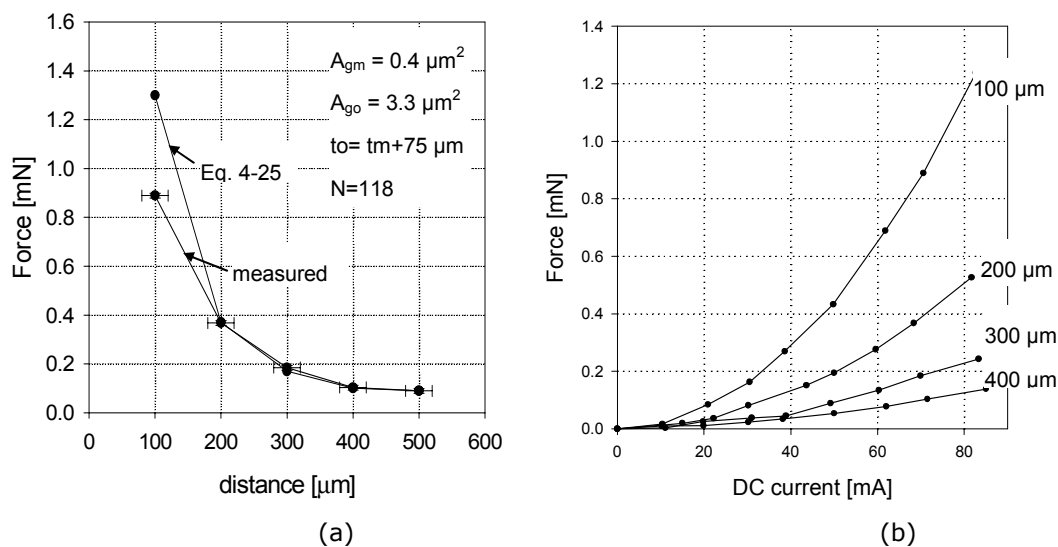 1.6
1.4
1.2
1.0
0.8
0.6
0.4
0.2
0.0
Force [mN]
A_gm = 0.4 µm²
A_go = 3.3 µm²
to= tm+75 µm
N=118
Eq. 4-25
measured
0 100 200 300 400 500 600
distance [µm]
(a)
1.4
1.2
1.0
0.8
0.6
0.4
0.2
0.0
Force [mN]
100 µm
200 µm
300 µm
400 µm
0 20 40 60 80
DC current [mA]
(b)